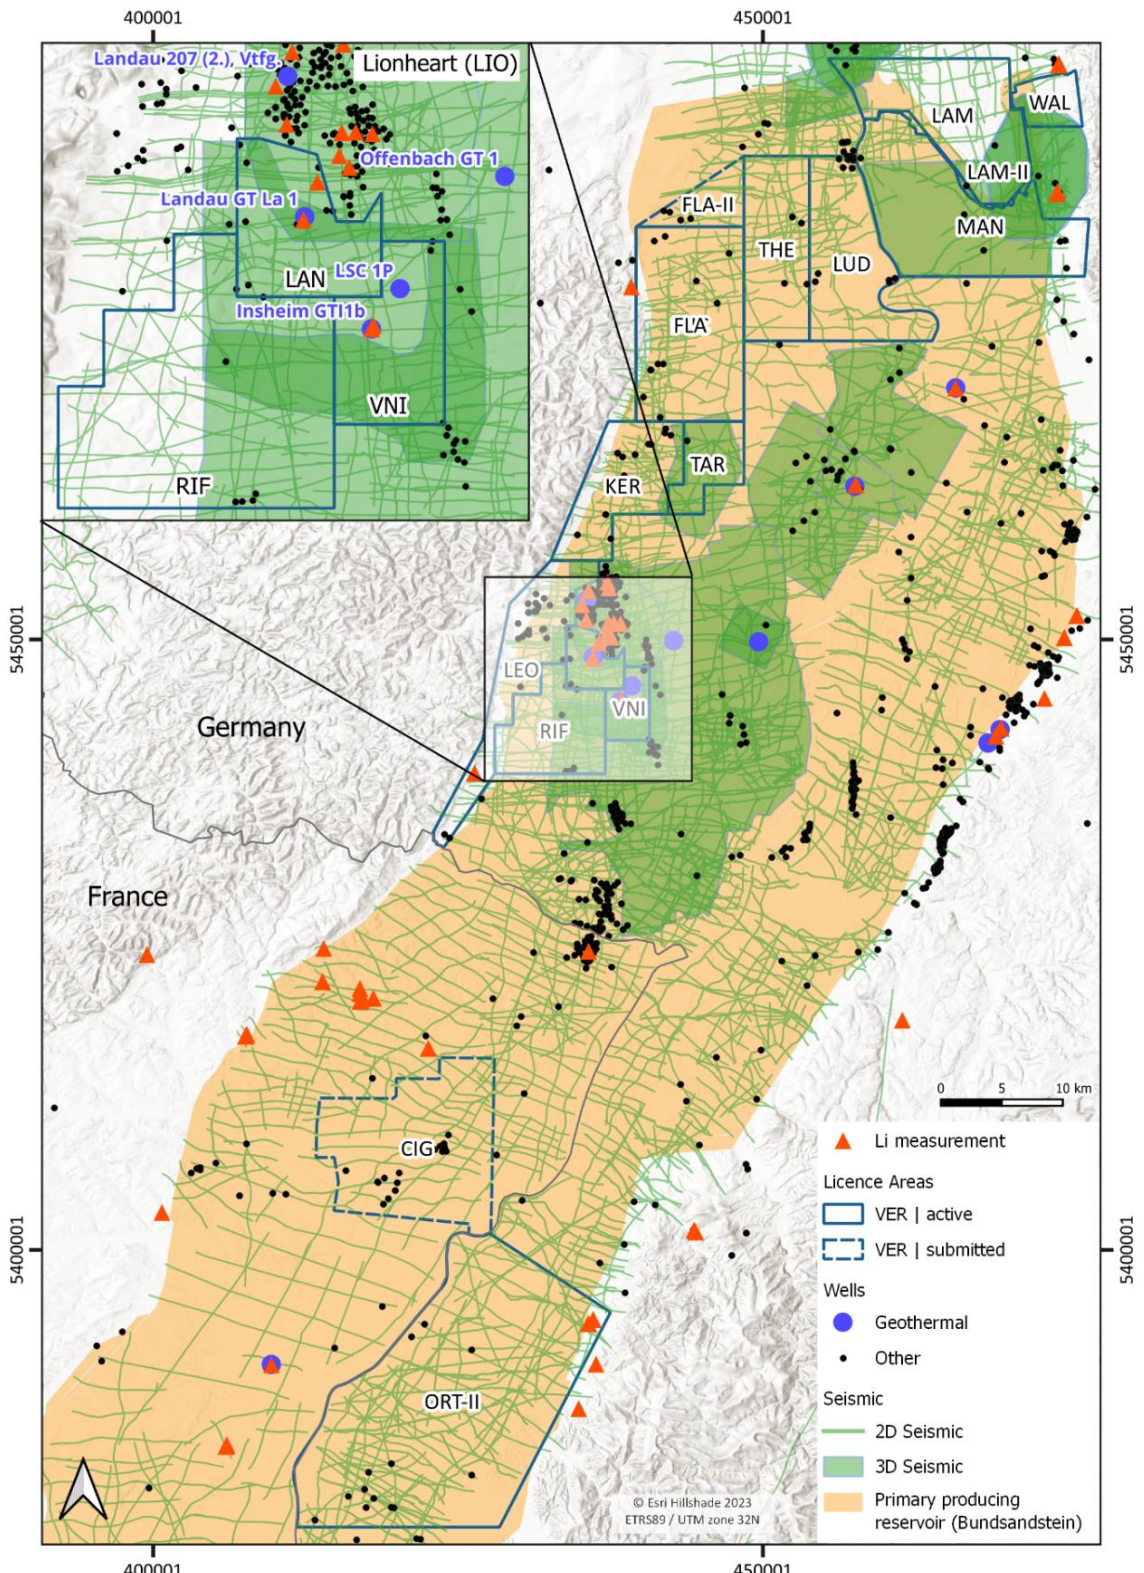 400001
450001
Landau 207 (2.), Vtfg.
Lionheart (LIO)
Offenbach GT 1
Landau GT La 1
LAN
LSC 1P
Insheim GTI1b
VNI
RIF
LAM
WAL
LAM-II
MAN
FLA-II
THE
LUD
FLA
TAR
KER
5450001
5450001
LEO
VNI
RIF
Germany
France
CIG
ORT-II
5400001
5400001
0 5 10 km
Li measurement
Licence Areas
VER | active
VER | submitted
Wells
Geothermal
Other
Seismic
2D Seismic
3D Seismic
Primary producing
reservoir (Bundsandstein)
© Esri Hillshade 2023
ETRS89 / UTM zone 32N
400001
450001